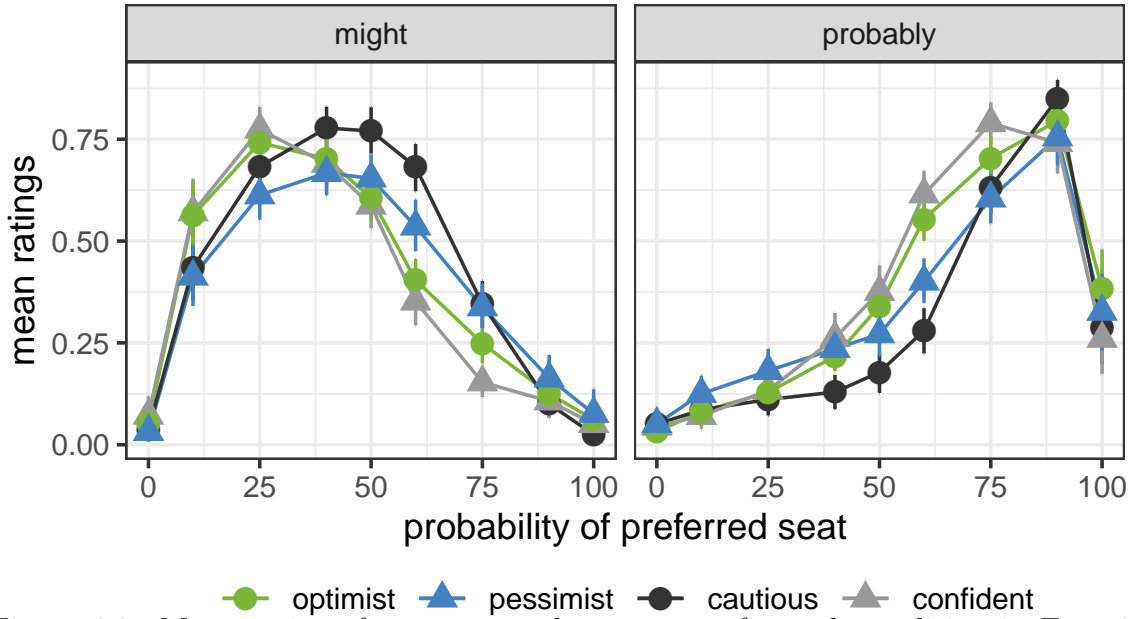 might probably
mean ratings
0.75
0.50
0.25
0.00
0 25 50 75 100 0 25 50 75 100
probability of preferred seat
optimist pessimist cautious confident